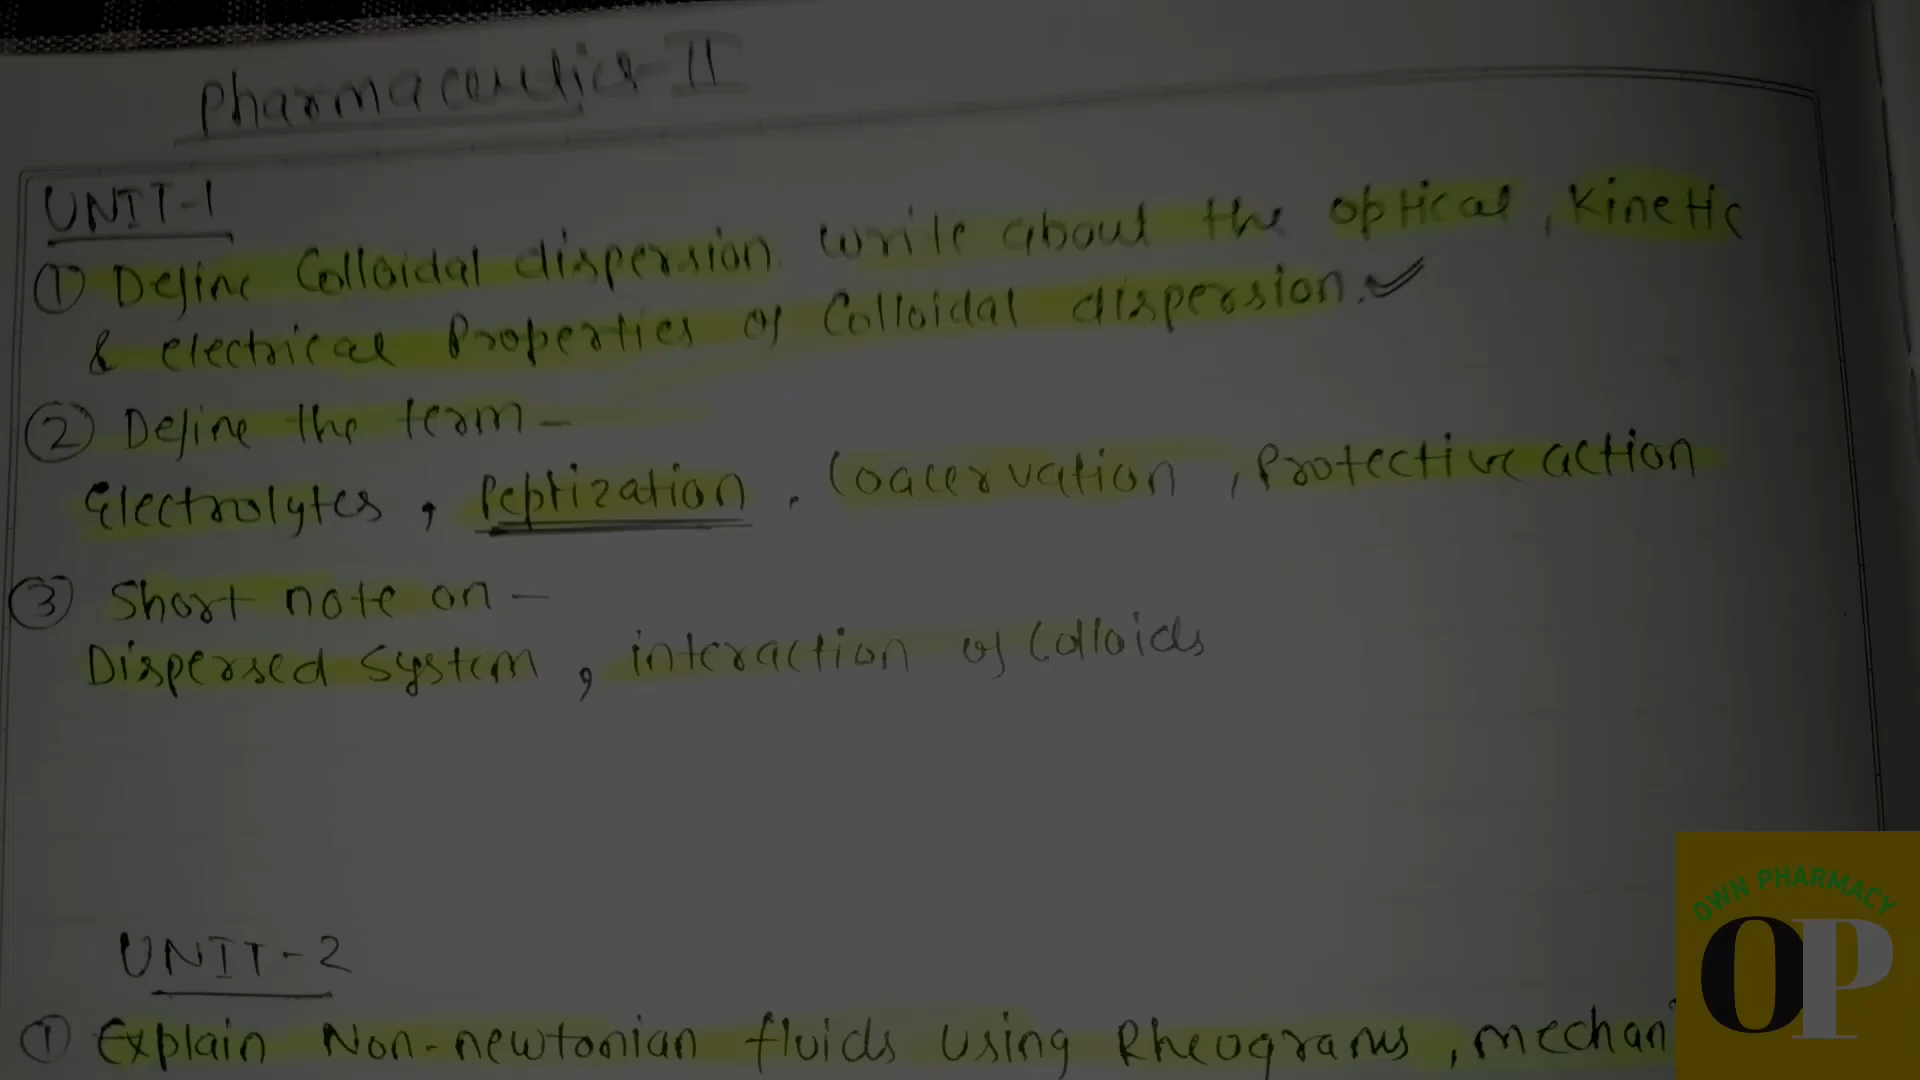 Pharmaceutics-II
UNIT-1
① Define Colloidal dispersion. write about the optical, Kinetic
& electrical Properties of Colloidal dispersion.
② Define the term –
Electrolytes, Peptization, Coacervation, Protective action
③ Short note on –
Dispersed System, interaction of Colloids
UNIT-2
① Explain Non-newtonian fluids using Rheograms, mechani
OWN PHARMACY
OP